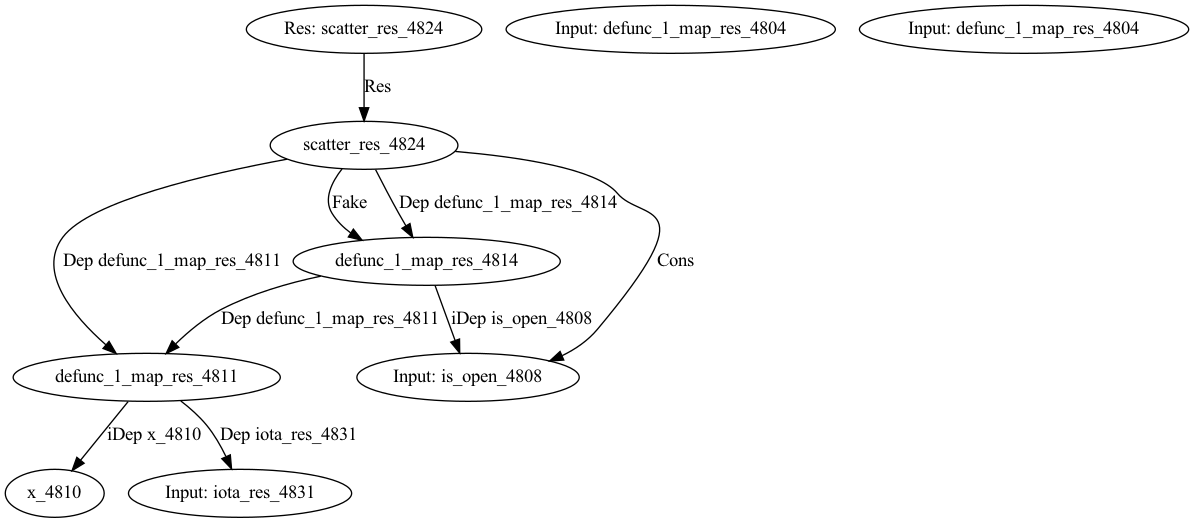 Res: scatter_res_4824
Input: defunc_1_map_res_4804
Input: defunc_1_map_res_4804
Res
scatter_res_4824
Fake
Dep defunc_1_map_res_4814
Dep defunc_1_map_res_4811
defunc_1_map_res_4814
Cons
Dep defunc_1_map_res_4811
iDep is_open_4808
defunc_1_map_res_4811
Input: is_open_4808
iDep x_4810
Dep iota_res_4831
x_4810
Input: iota_res_4831